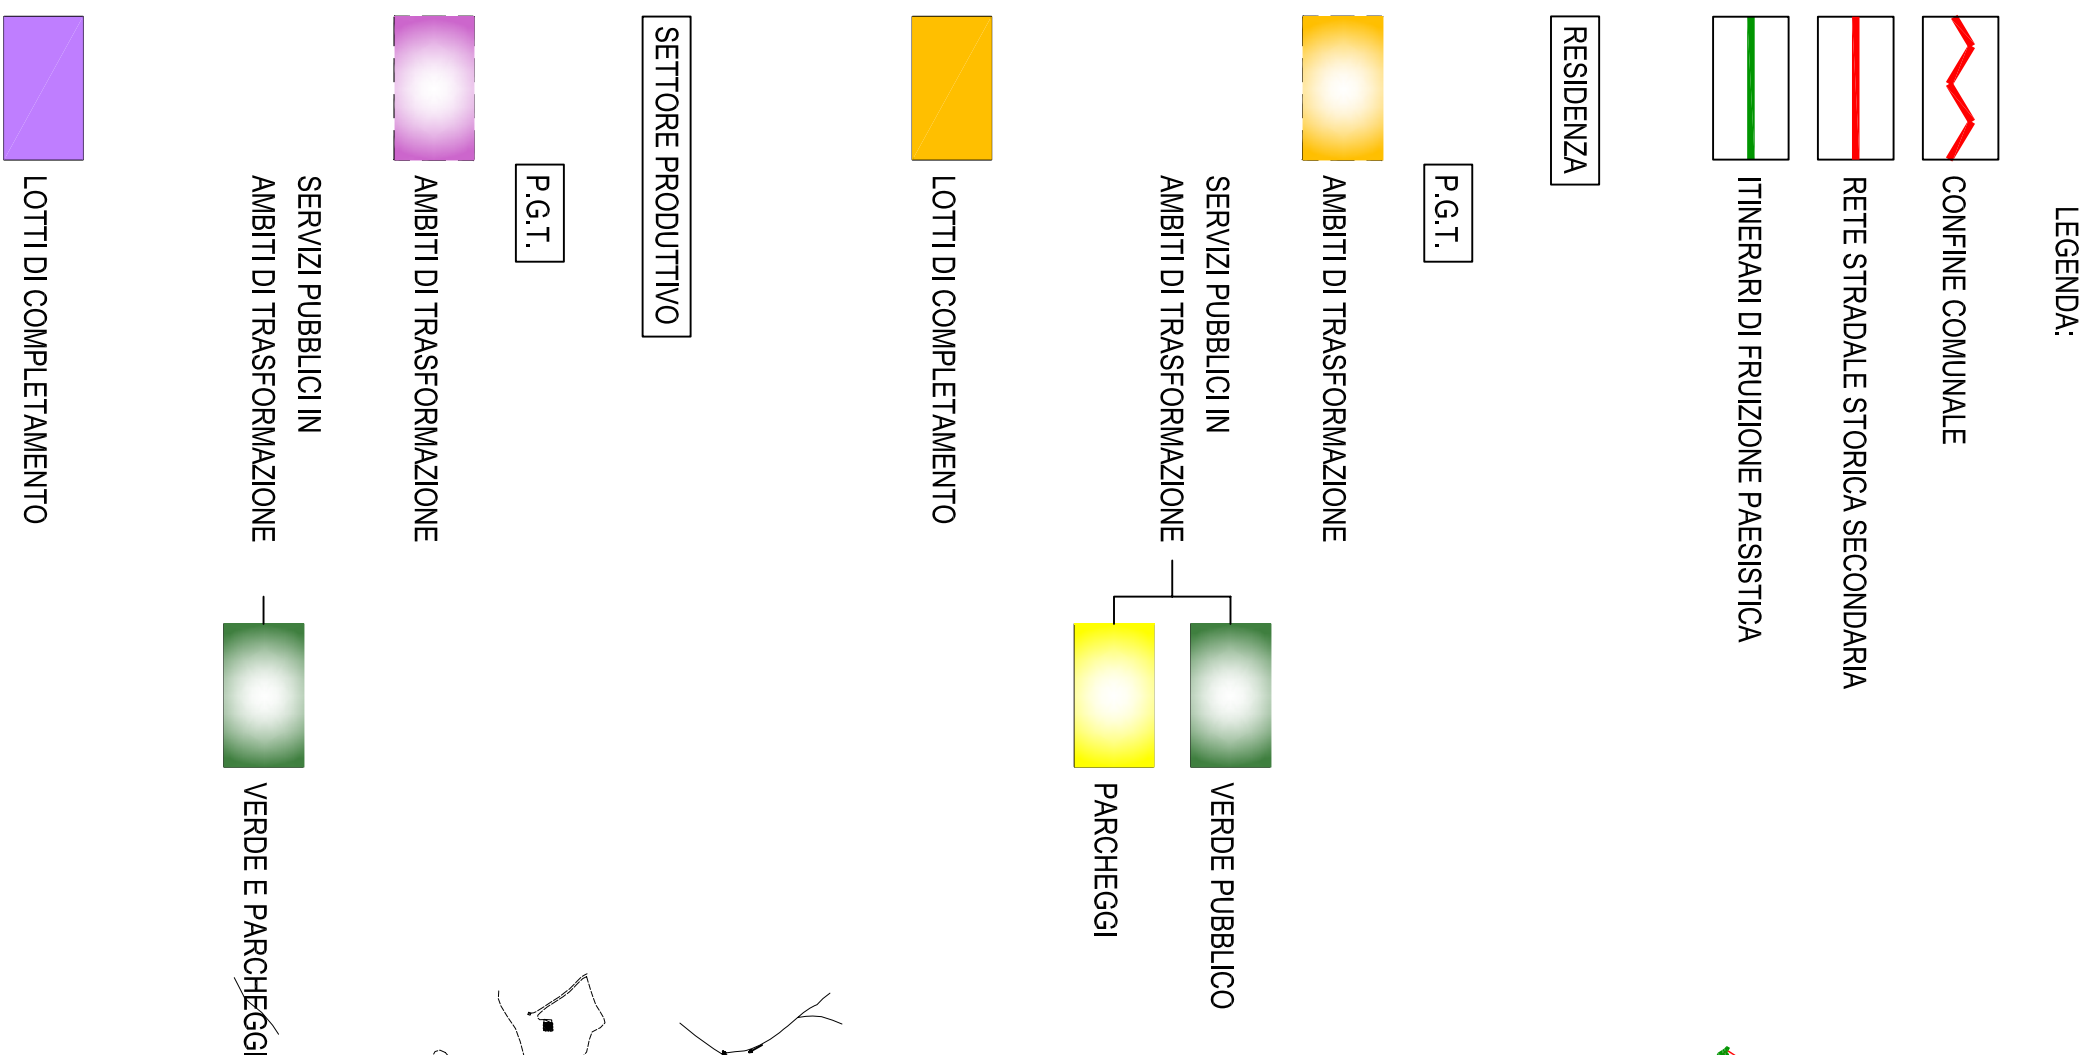 LEGENDA:
CONFINE COMUNALE
RETE STRADALE STORICA SECONDARIA
ITINERARI DI FRUIZIONE PAESISTICA
RESIDENZA
P.G.T.
AMBITI DI TRASFORMAZIONE
SERVIZI PUBBLICI IN
AMBITI DI TRASFORMAZIONE
VERDE PUBBLICO
PARCHEGGI
LOTTI DI COMPLETAMENTO
SETTORE PRODUTTIVO
P.G.T.
AMBITI DI TRASFORMAZIONE
SERVIZI PUBBLICI IN
AMBITI DI TRASFORMAZIONE
VERDE E PARCHEGGI
LOTTI DI COMPLETAMENTO